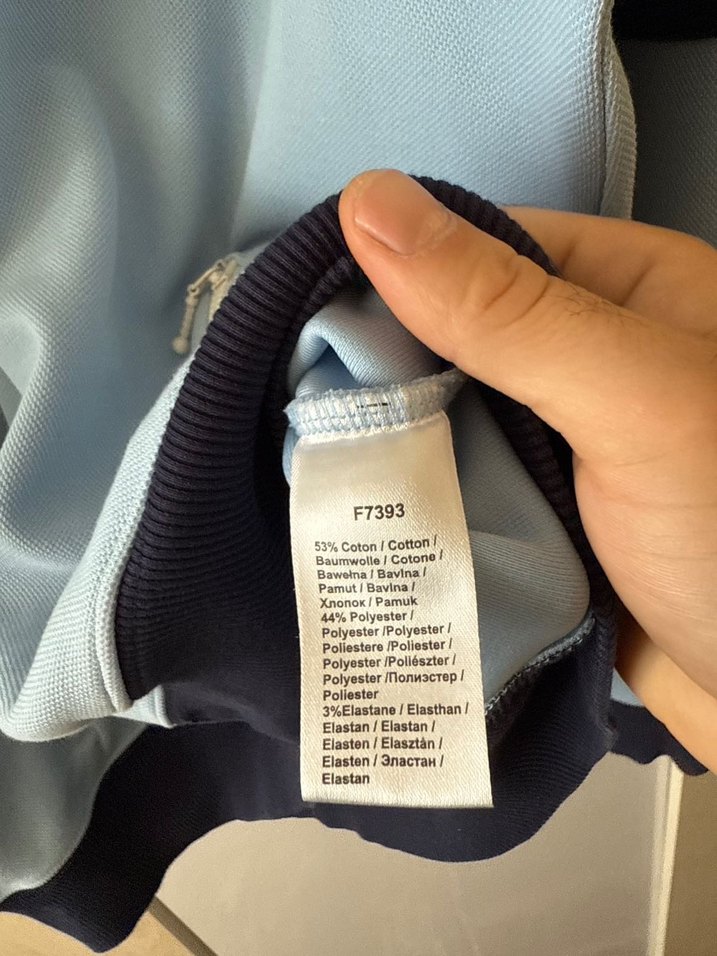 F7393
53% Coton / Cotton /
Baumwolle / Cotone /
Bawełna / Bavlna /
Pamut / Bavlna /
Хлопок / Pamuk
44% Polyester /
Polyester /Polyester /
Poliestere /Poliester /
Polyester /Poliészter /
Polyester /Полиэстер /
Poliester
3%Elastane / Elasthan /
Elastan / Elastan /
Elasten / Elasztán /
Elasten / Эластан /
Elastan